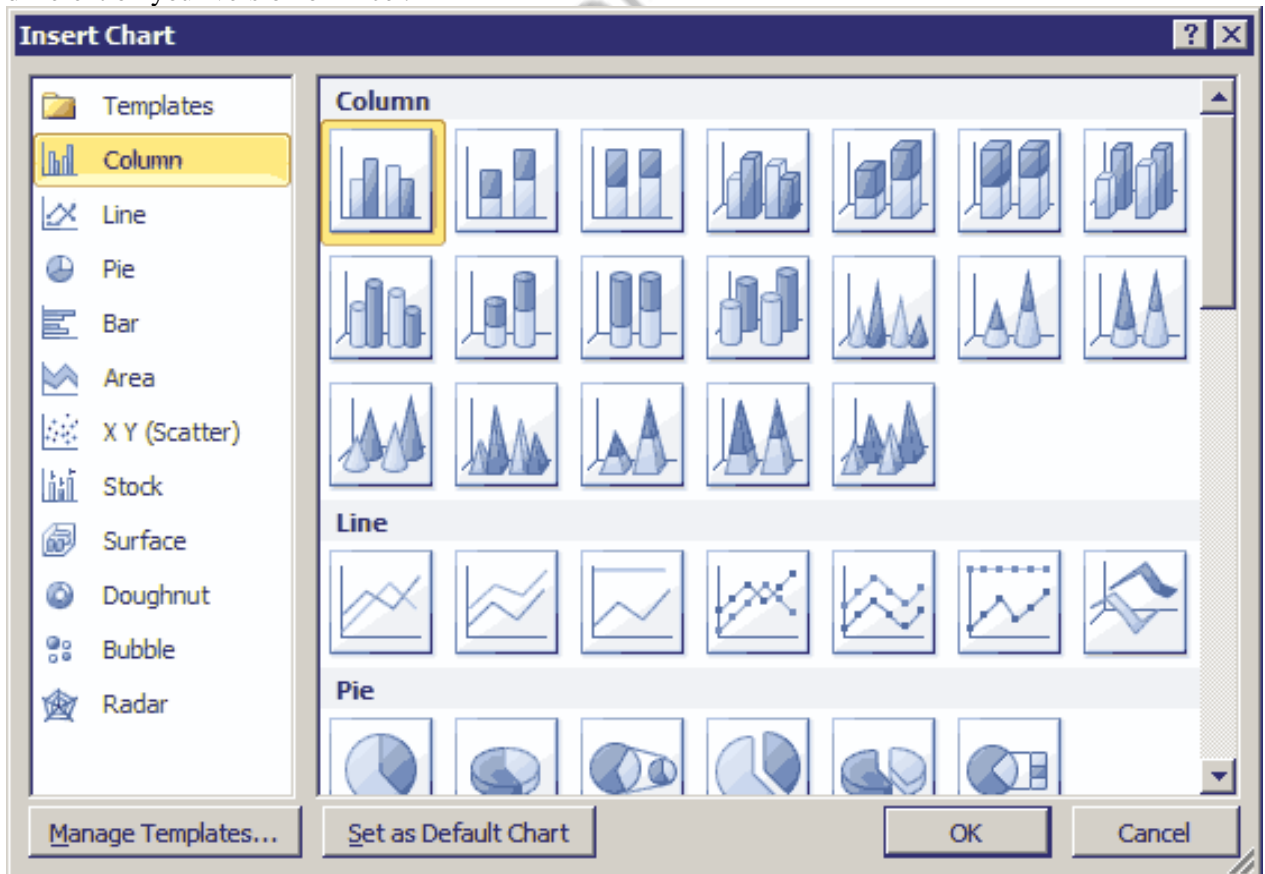 Insert Chart
Templates
Column
Line
Pie
Bar
Area
X Y (Scatter)
Stock
Surface
Doughnut
Bubble
Radar
Column
Line
Pie
Manage Templates...
Set as Default Chart
OK
Cancel